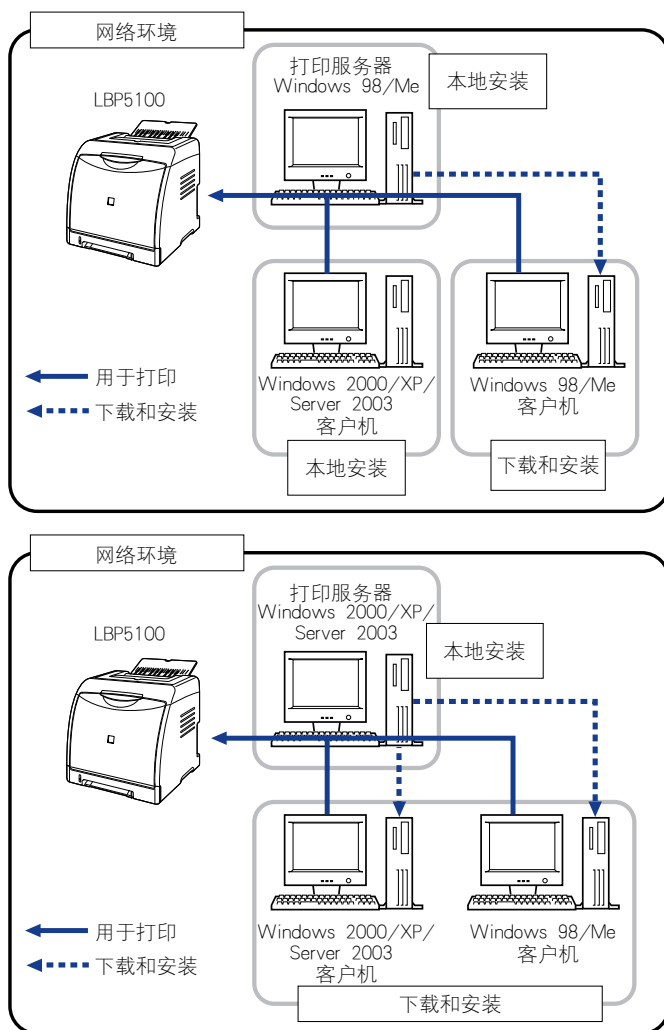 网络环境
打印服务器
Windows 98/Me
本地安装
LBP5100
用于打印
下载和安装
Windows 2000/XP/
Server 2003
客户机
本地安装
Windows 98/Me
客户机
下载和安装
网络环境
打印服务器
Windows 2000/XP/
Server 2003
本地安装
LBP5100
用于打印
下载和安装
Windows 2000/XP/
Server 2003
客户机
Windows 98/Me
客户机
下载和安装